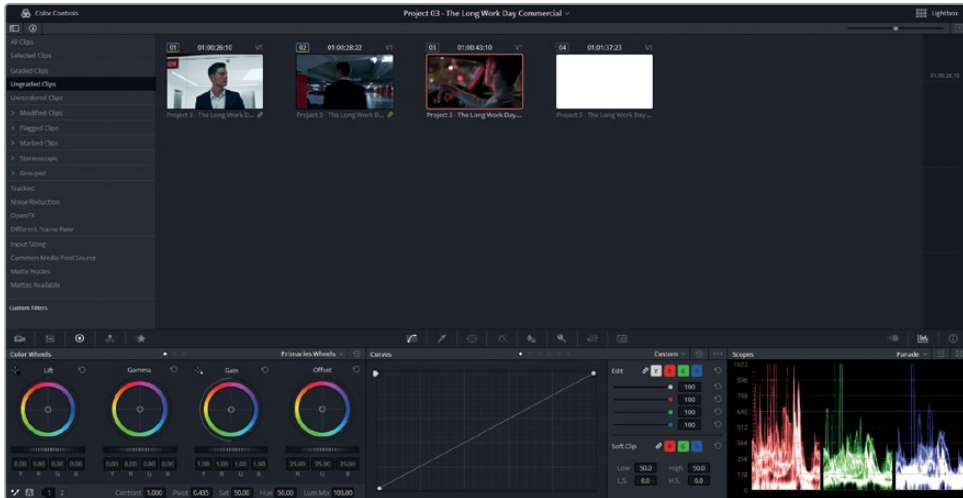 Color Controls
Project 03 - The Long Work Day Commercial
Lightbox
All Clips
Selected Clips
Graded Clips
Ungraded Clips
Unrendered Clips
> Modified Clips
> Flagged Clips
> Marked Clips
> Stereoscopic
> Grouped
Tracked
Noise Reduction
OpenFX
Different Frame Rate
Input Sizing
Common Media Pool Source
Matte Nodes
Mattes Available
Custom Filters
01 01:00:26:10 V1
02 01:00:28:22 V1
03 01:00:43:10 V1
04 01:01:37:23 V1
Project 3 - The Long Work D...
Project 3 - The Long Work D...
Project 3 - The Long Work Day...
Project 3 - The Long Work Day...
Color Wheels
Primaries Wheels
Lift
Gamma
Gain
Offset
0.00 0.00 0.00 0.00
0.00 0.00 0.00 0.00
1.00 1.00 1.00 1.00
25.00 25.00 25.00
Y R G B
Y R G B
Y R G B
R G B
A 1 2
Contrast 1.000 Pivot 0.435 Sat 50.00 Hue 50.00 Lum Mix 100.00
Curves
Custom
Edit Y R G B
100
100
100
100
Soft Clip R G B
Low 50.0 High 50.0
L.S. 0.0 H.S. 0.0
Scopes
Parade
1023
896
768
640
512
384
256
128
0